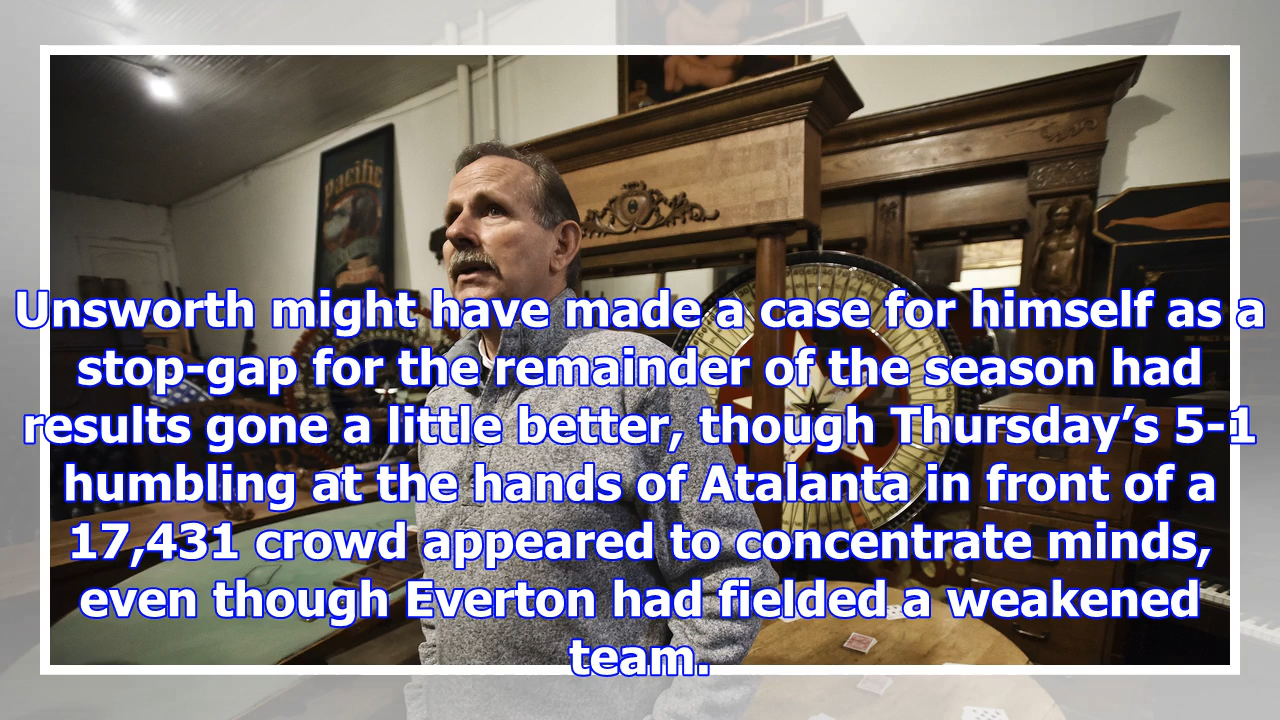 Pacific
Unsworth might have made a case for himself as a
stop-gap for the remainder of the season had
results gone a little better, though Thursday’s 5-1
humbling at the hands of Atalanta in front of a
17,431 crowd appeared to concentrate minds,
even though Everton had fielded a weakened
team.